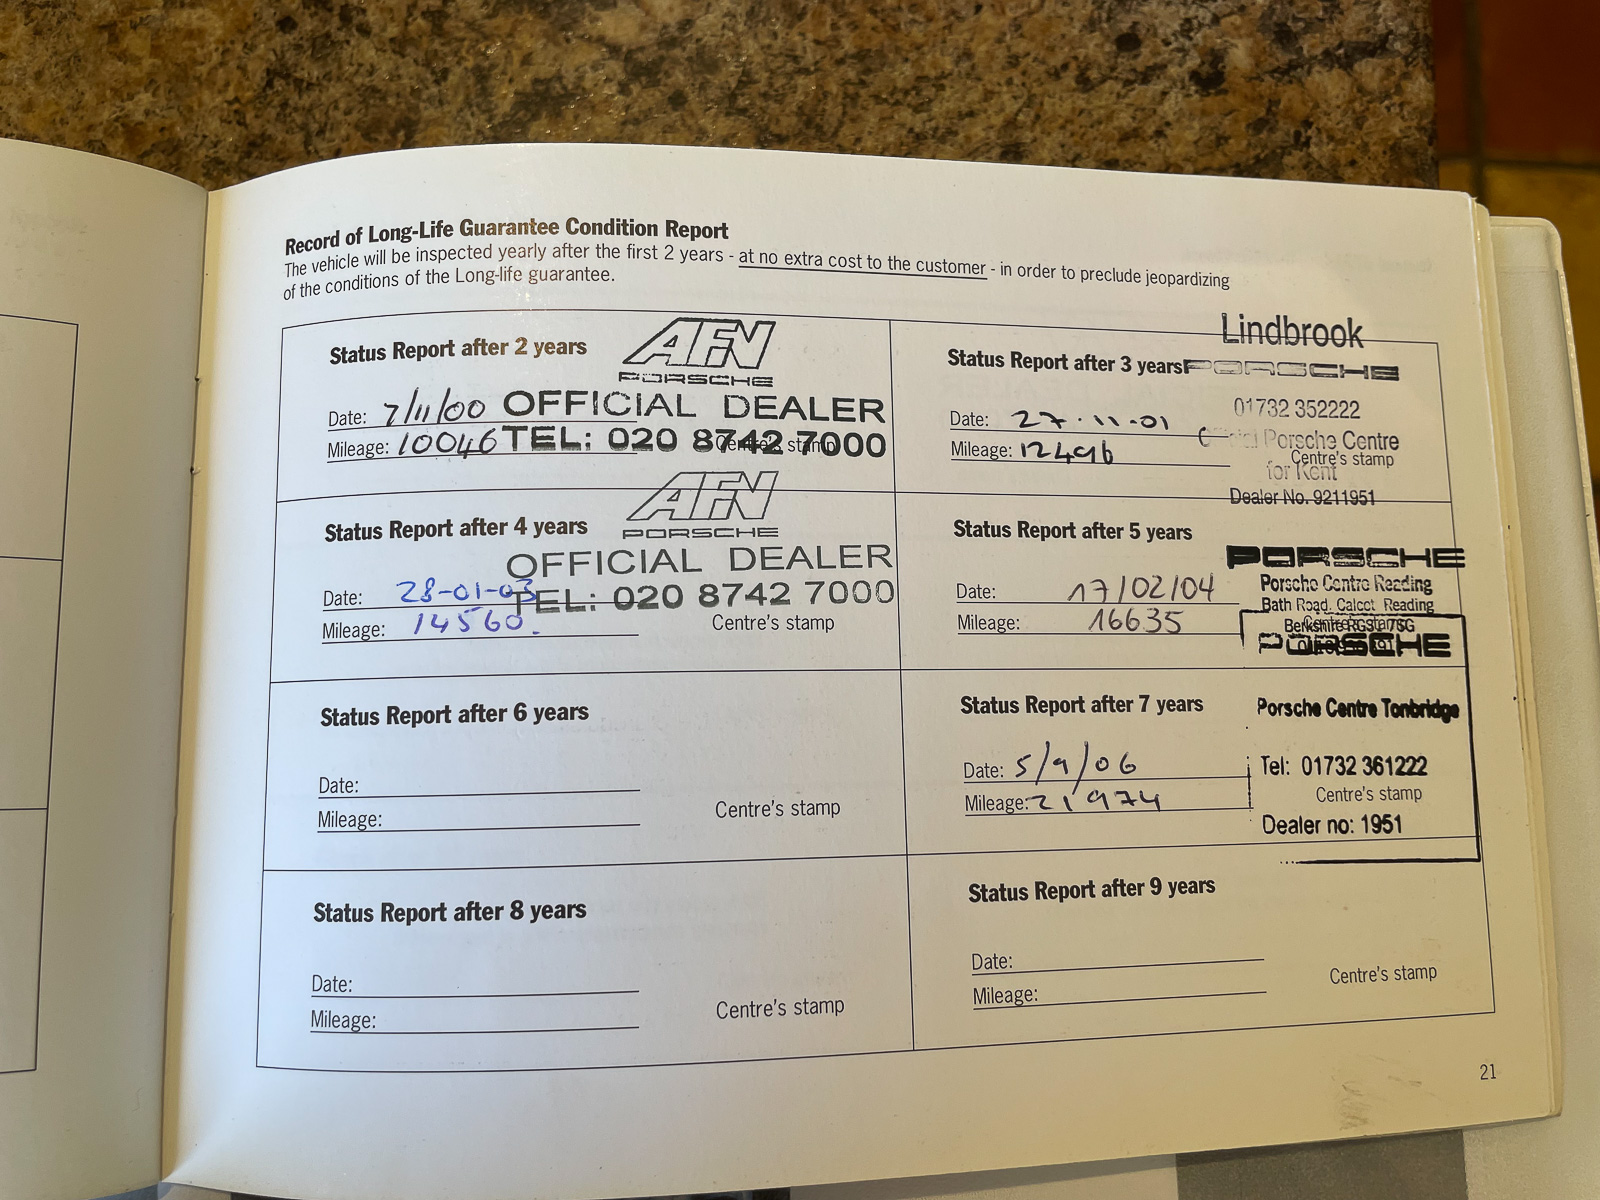 Record of Long-Life Guarantee Condition Report
The vehicle will be inspected yearly after the first 2 years - at no extra cost to the customer - in order to preclude jeopardizing
of the conditions of the Long-life guarantee.
Status Report after 2 years
AFN
PORSCHE
Date: 7/11/00
OFFICIAL DEALER
Mileage: 10046
TEL: 020 8742 7000
Centre's stamp
Status Report after 3 years
Lindbrook
PORSCHE
01732 352222
Date: 27.11.01
Porsche Centre
Mileage: 12496
Centre's stamp
for Kent
Dealer No. 9211951
Status Report after 4 years
AFN
PORSCHE
OFFICIAL DEALER
Date: 28-01-03
TEL: 020 8742 7000
Mileage: 14560.
Centre's stamp
Status Report after 5 years
PORSCHE
Porsche Centre Reading
Date: 17/02/04
Bath Road, Calcot Reading
Mileage: 16635
Berkshire
Status Report after 6 years
Date:
Mileage:
Centre's stamp
Status Report after 7 years
PORSCHE
Porsche Centre Tonbridge
Date: 5/9/06
Tel: 01732 361222
Mileage: 21974
Centre's stamp
Dealer no: 1951
Status Report after 8 years
Date:
Mileage:
Centre's stamp
Status Report after 9 years
Date:
Mileage:
Centre's stamp
21